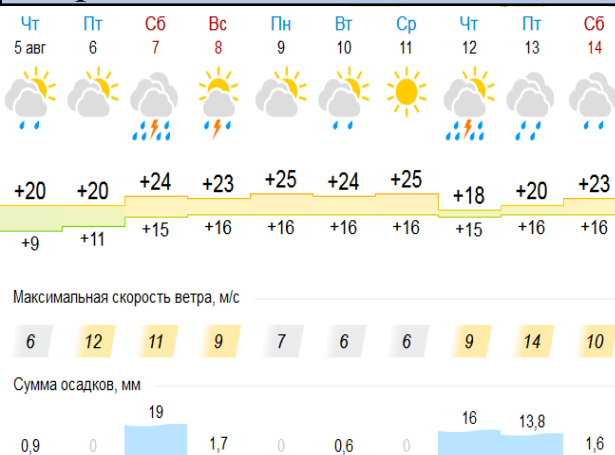 Чт Пт Сб Вс Пн Вт Ср Чт Пт Сб
5 авг 6 7 8 9 10 11 12 13 14
+20 +20 +24 +23 +25 +24 +25 +18 +20 +23
+9 +11 +15 +16 +16 +16 +16 +15 +16 +16
Максимальная скорость ветра, м/с
6 12 11 9 7 6 6 9 14 10
Сумма осадков, мм
0,9 0 19 1,7 0 0,6 0 16 13,8 1,6